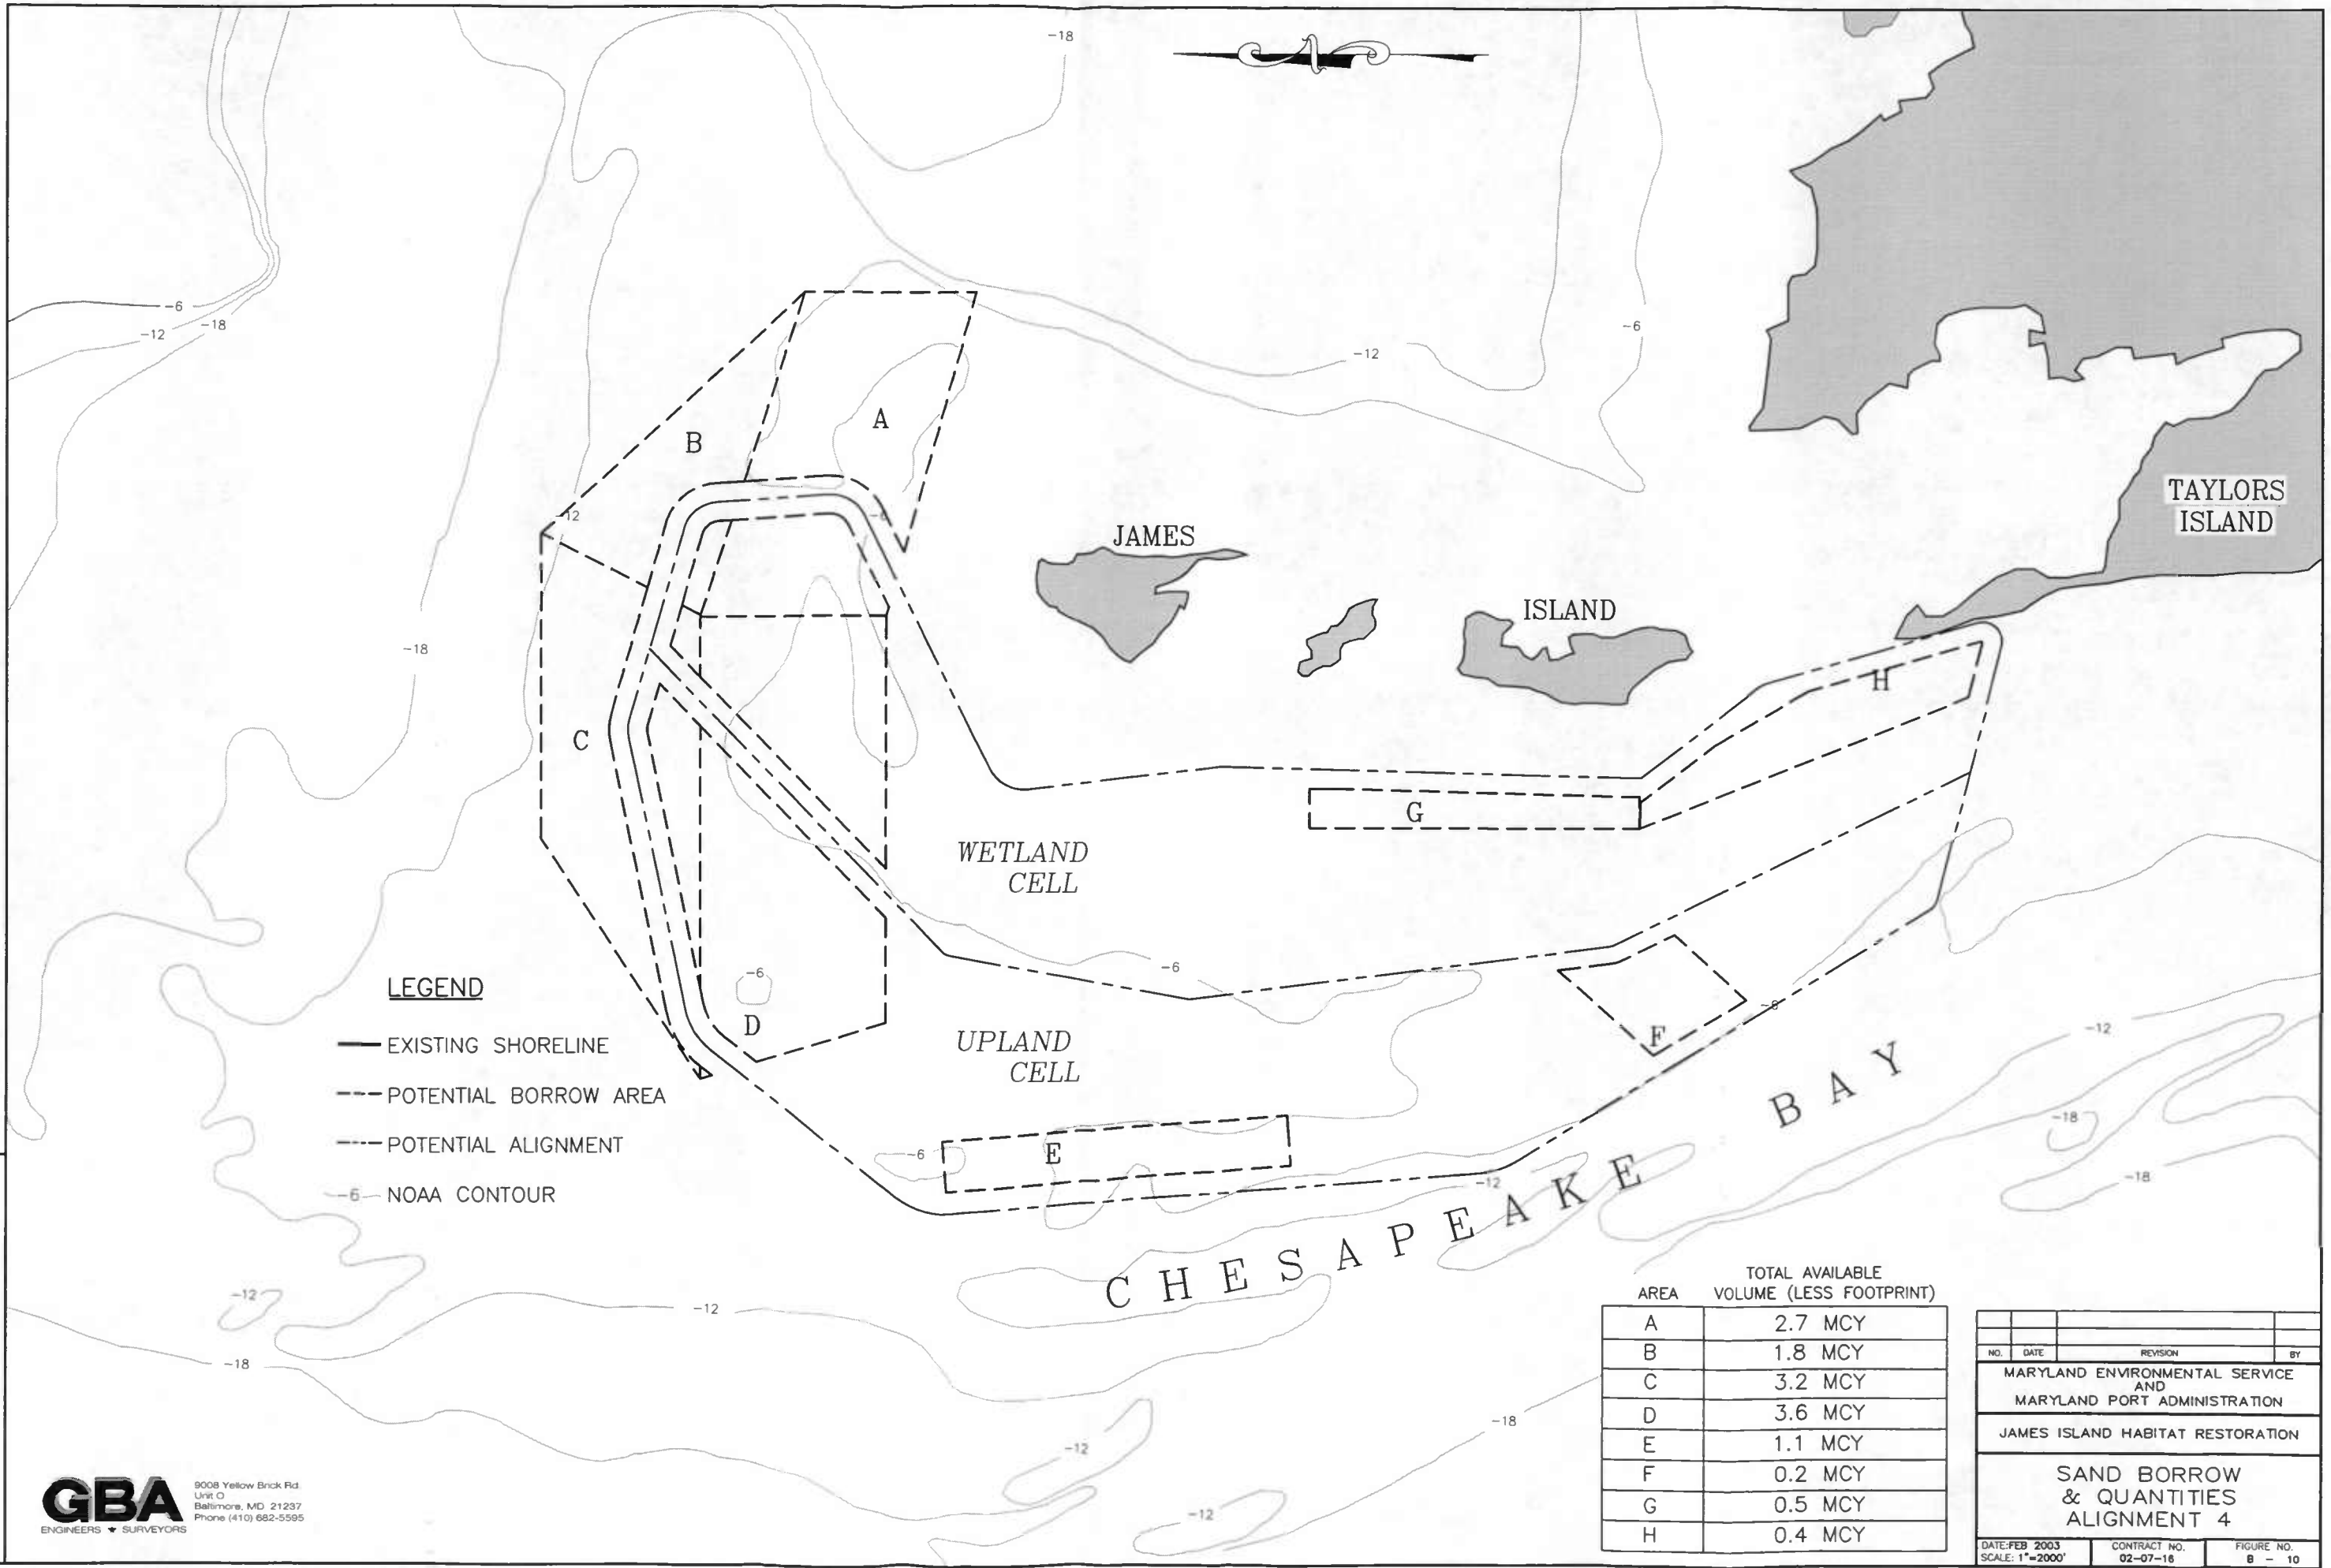 -18
-6
-12
-18
-6
-12
A
B
-12
-6
TAYLORS
ISLAND
JAMES
ISLAND
-18
H
C
G
WETLAND
CELL
-6
-6
LEGEND
D
EXISTING SHORELINE
POTENTIAL BORROW AREA
POTENTIAL ALIGNMENT
-6 NOAA CONTOUR
UPLAND
CELL
F
-6
-12
E
-6
-12
-18
-18
CHESAPEAKE BAY
-12
-12
-18
-18
-12
-12
AREA
TOTAL AVAILABLE
VOLUME (LESS FOOTPRINT)
A 2.7 MCY
B 1.8 MCY
C 3.2 MCY
D 3.6 MCY
E 1.1 MCY
F 0.2 MCY
G 0.5 MCY
H 0.4 MCY
NO. DATE REVISION BY
MARYLAND ENVIRONMENTAL SERVICE
AND
MARYLAND PORT ADMINISTRATION
JAMES ISLAND HABITAT RESTORATION
SAND BORROW
& QUANTITIES
ALIGNMENT 4
DATE:FEB 2003
SCALE: 1"=2000'
CONTRACT NO.
02-07-16
FIGURE NO.
B - 10
GBA
ENGINEERS SURVEYORS
9008 Yellow Brick Rd.
Unit O
Baltimore, MD 21237
Phone (410) 682-5595